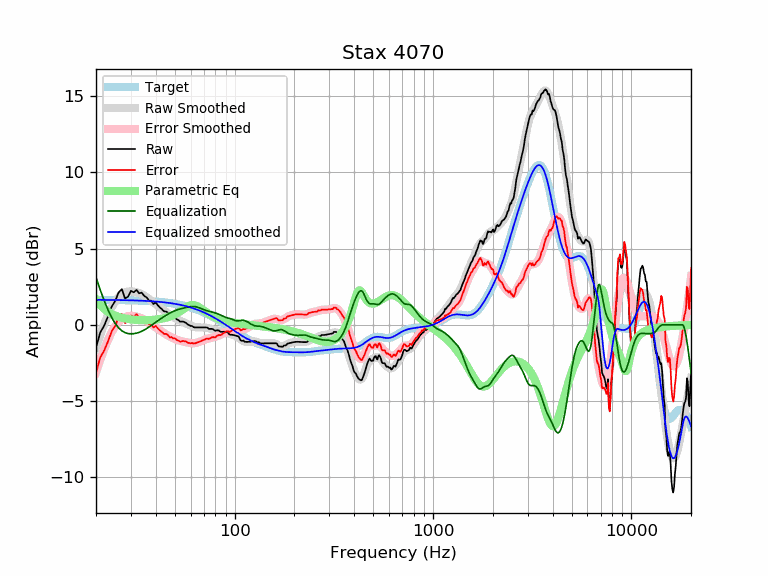 Stax 4070
Target
Raw Smoothed
Error Smoothed
Raw
Error
Parametric Eq
Equalization
Equalized smoothed
15
10
5
0
−5
−10
Amplitude (dBr)
100
1000
10000
Frequency (Hz)